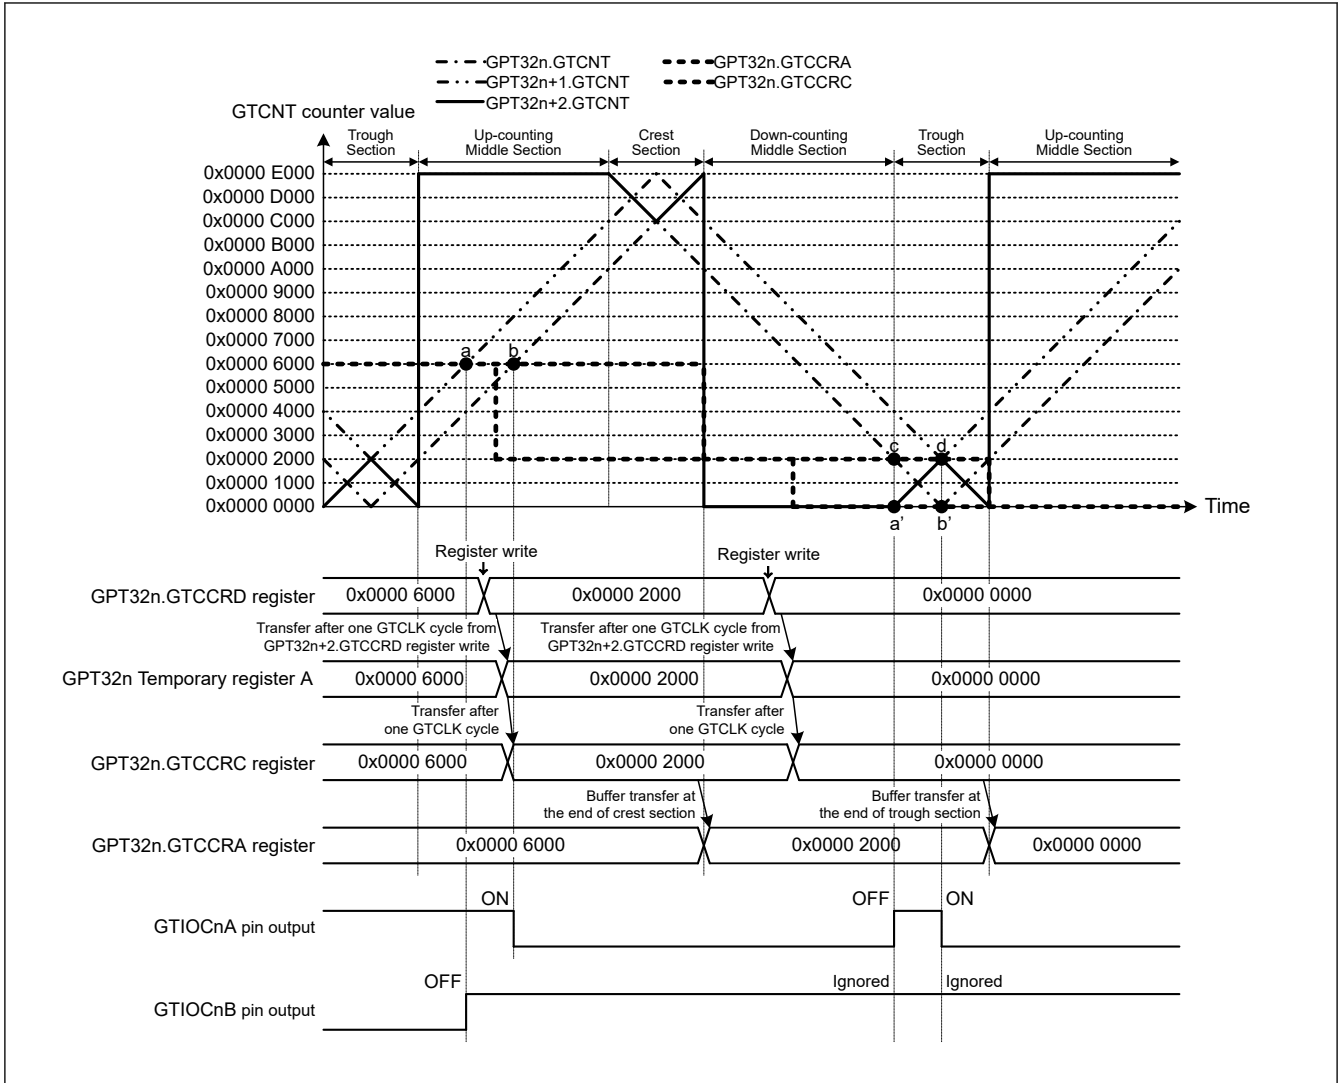 GPT32n.GTCNT
GPT32n.GTCCRA
GPT32n+1.GTCNT
GPT32n.GTCCRC
GPT32n+2.GTCNT
GTCNT counter value
Trough
Section
Up-counting
Middle Section
Crest
Section
Down-counting
Middle Section
Trough
Section
Up-counting
Middle Section
0x0000 E000
0x0000 D000
0x0000 C000
0x0000 B000
0x0000 A000
0x0000 9000
0x0000 8000
0x0000 7000
0x0000 6000
0x0000 5000
0x0000 4000
0x0000 3000
0x0000 2000
0x0000 1000
0x0000 0000
a
b
c
d
a'
b'
Time
Register write
Register write
GPT32n.GTCCRD register
0x0000 6000
0x0000 2000
0x0000 0000
Transfer after one GTCLK cycle from
GPT32n+2.GTCCRD register write
Transfer after one GTCLK cycle from
GPT32n+2.GTCCRD register write
GPT32n Temporary register A
0x0000 6000
0x0000 2000
0x0000 0000
Transfer after
one GTCLK cycle
Transfer after
one GTCLK cycle
GPT32n.GTCCRC register
0x0000 6000
0x0000 2000
0x0000 0000
Buffer transfer at
the end of crest section
Buffer transfer at
the end of trough section
GPT32n.GTCCRA register
0x0000 6000
0x0000 2000
0x0000 0000
ON
OFF
ON
GTIOCnA pin output
OFF
Ignored
Ignored
GTIOCnB pin output